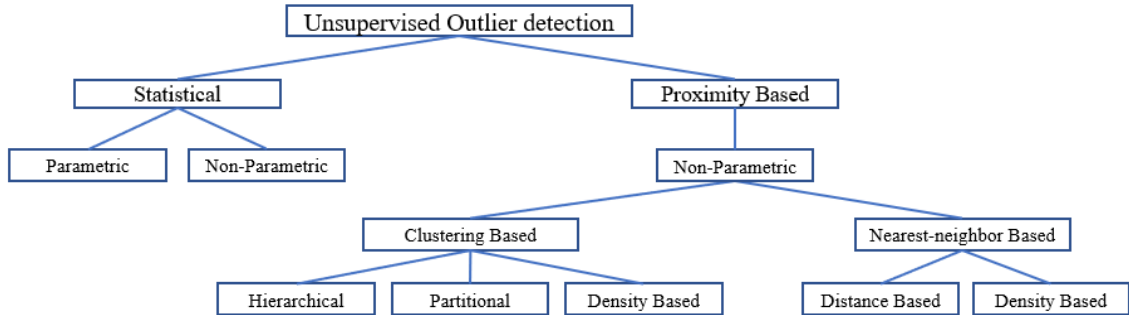 Unsupervised Outlier detection
Statistical
Proximity Based
Parametric
Non-Parametric
Non-Parametric
Clustering Based
Nearest-neighbor Based
Hierarchical
Partitional
Density Based
Distance Based
Density Based